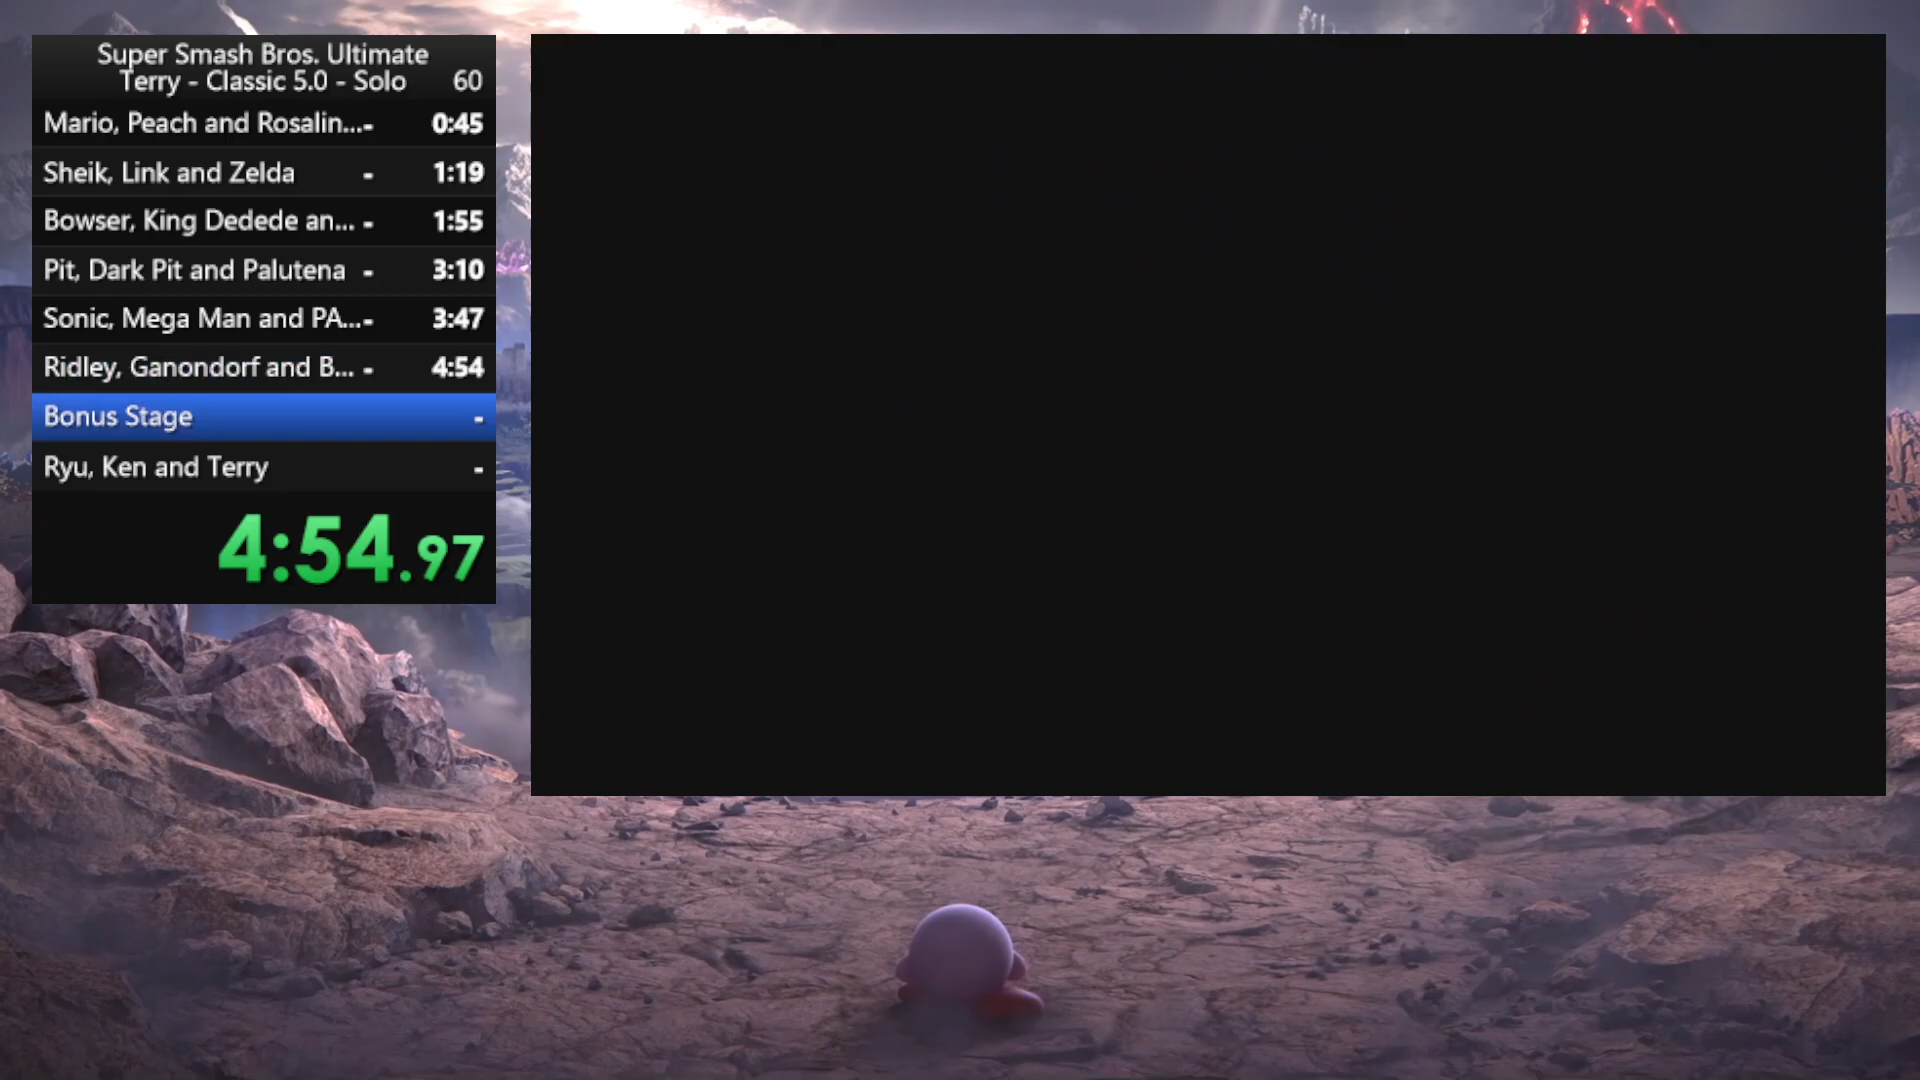 Super Smash Bros. Ultimate
Terry - Classic 5.0 - Solo 60
Mario, Peach and Rosalin... - 0:45
Sheik, Link and Zelda - 1:19
Bowser, King Dedede an... - 1:55
Pit, Dark Pit and Palutena - 3:10
Sonic, Mega Man and PA... - 3:47
Ridley, Ganondorf and B... - 4:54
Bonus Stage -
Ryu, Ken and Terry -
4:54.97